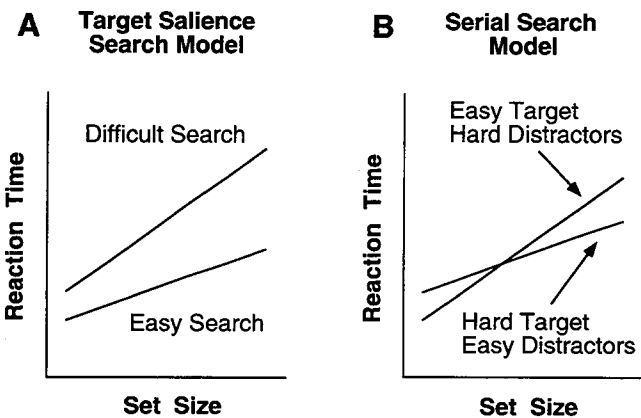 A
Target Salience
Search Model
Reaction Time
Difficult Search
Easy Search
Set Size
B
Serial Search
Model
Reaction Time
Easy Target
Hard Distractors
Hard Target
Easy Distractors
Set Size